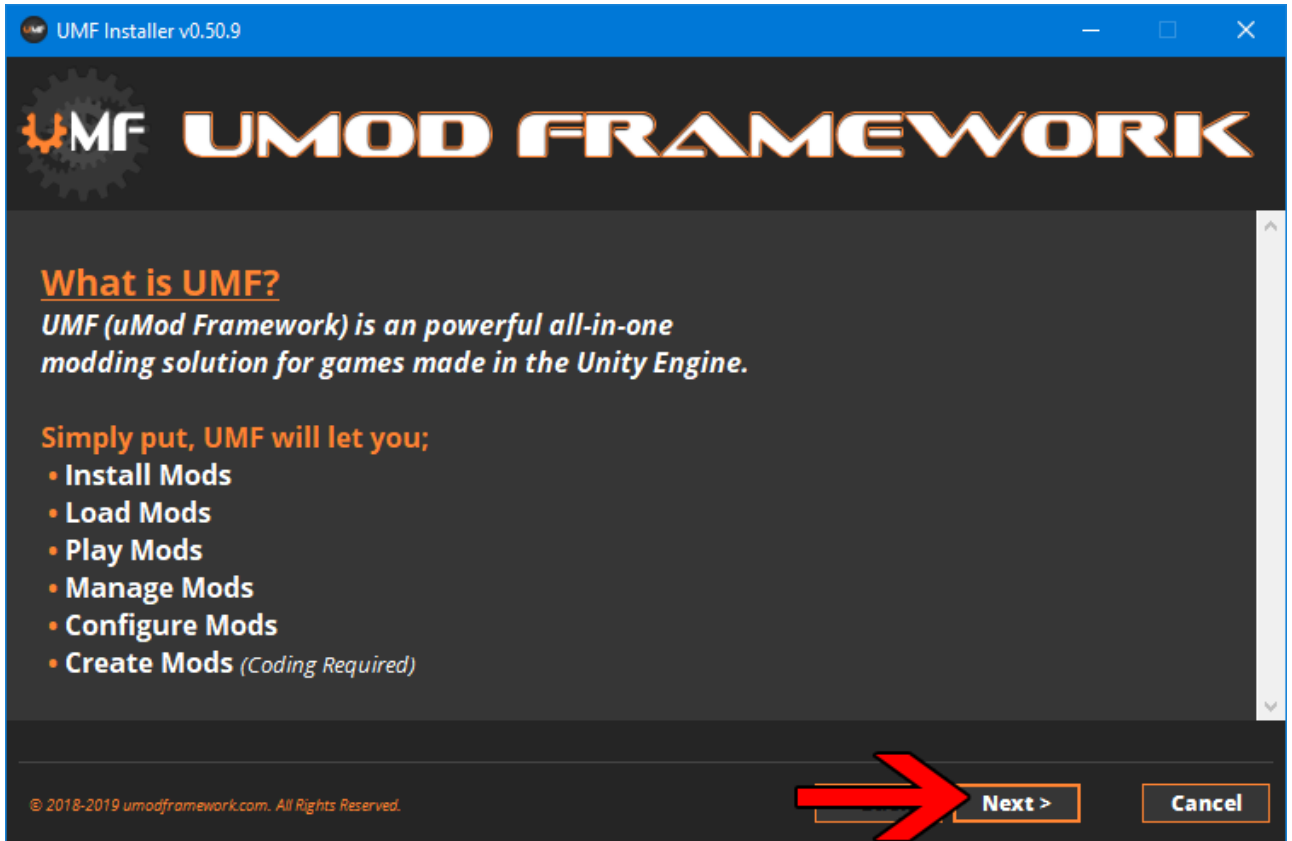 UMF Installer v0.50.9
UMF UMOD FRAMEWORK
What is UMF?
UMF (uMod Framework) is an powerful all-in-one
modding solution for games made in the Unity Engine.
Simply put, UMF will let you;
• Install Mods
• Load Mods
• Play Mods
• Manage Mods
• Configure Mods
• Create Mods (Coding Required)
© 2018-2019 umodframework.com. All Rights Reserved.
Next >
Cancel